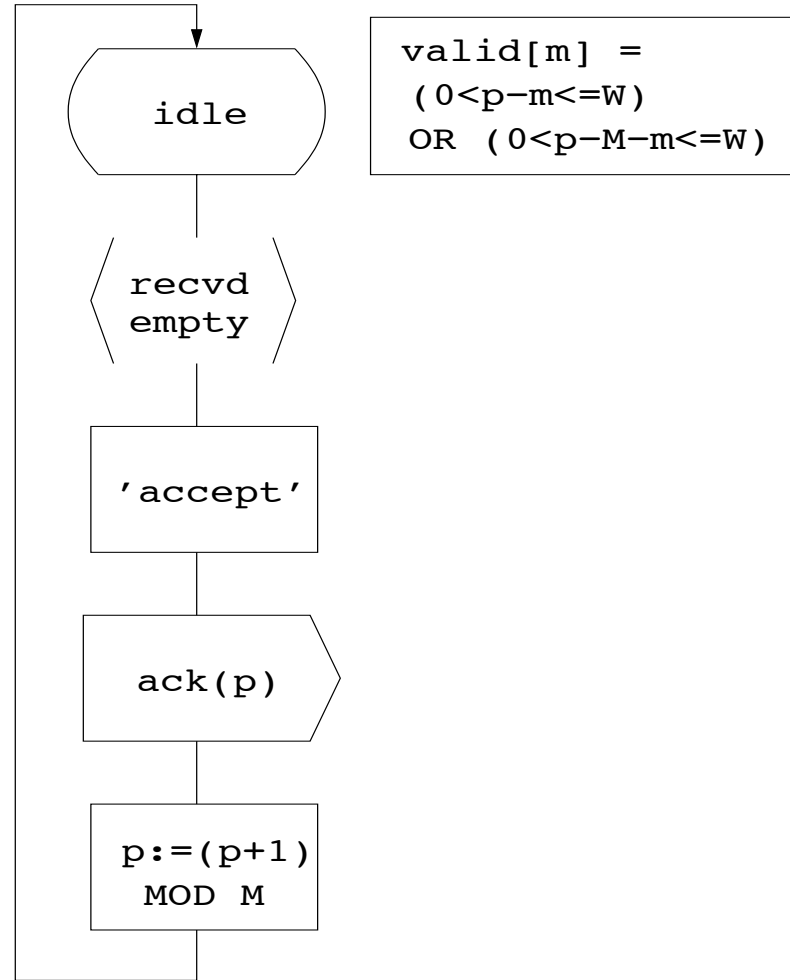 idle
valid[m] =
(0<p−m<=W)
OR (0<p−M−m<=W)
recvd
empty
'accept'
ack(p)
p:=(p+1)
MOD M